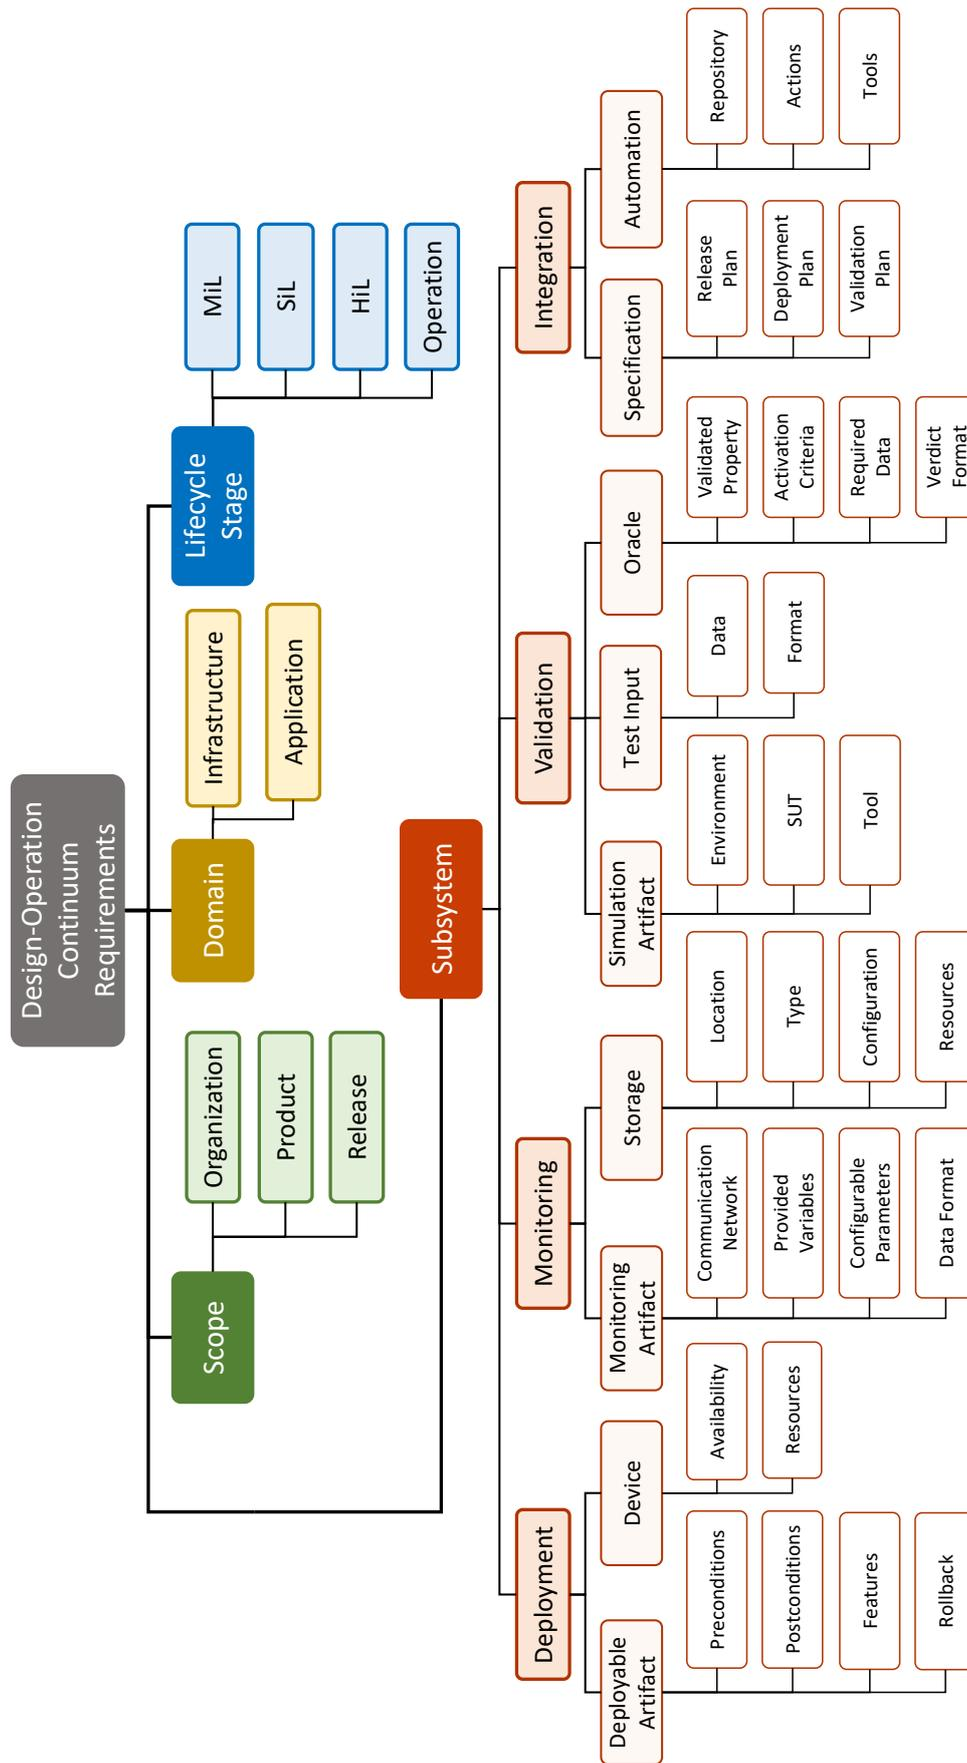 Design-Operation
Continuum
Requirements
Scope
Organization
Product
Release
Domain
Infrastructure
Application
Lifecycle
Stage
MiL
SiL
HiL
Operation
Subsystem
Deployment
Deployable
Artifact
Preconditions
Postconditions
Features
Rollback
Device
Availability
Resources
Monitoring
Monitoring
Artifact
Communication
Network
Provided
Variables
Configurable
Parameters
Data Format
Storage
Location
Type
Configuration
Resources
Validation
Simulation
Artifact
Environment
SUT
Tool
Test Input
Data
Format
Oracle
Validated
Property
Activation
Criteria
Required
Data
Verdict
Format
Integration
Specification
Release
Plan
Deployment
Plan
Validation
Plan
Automation
Repository
Actions
Tools